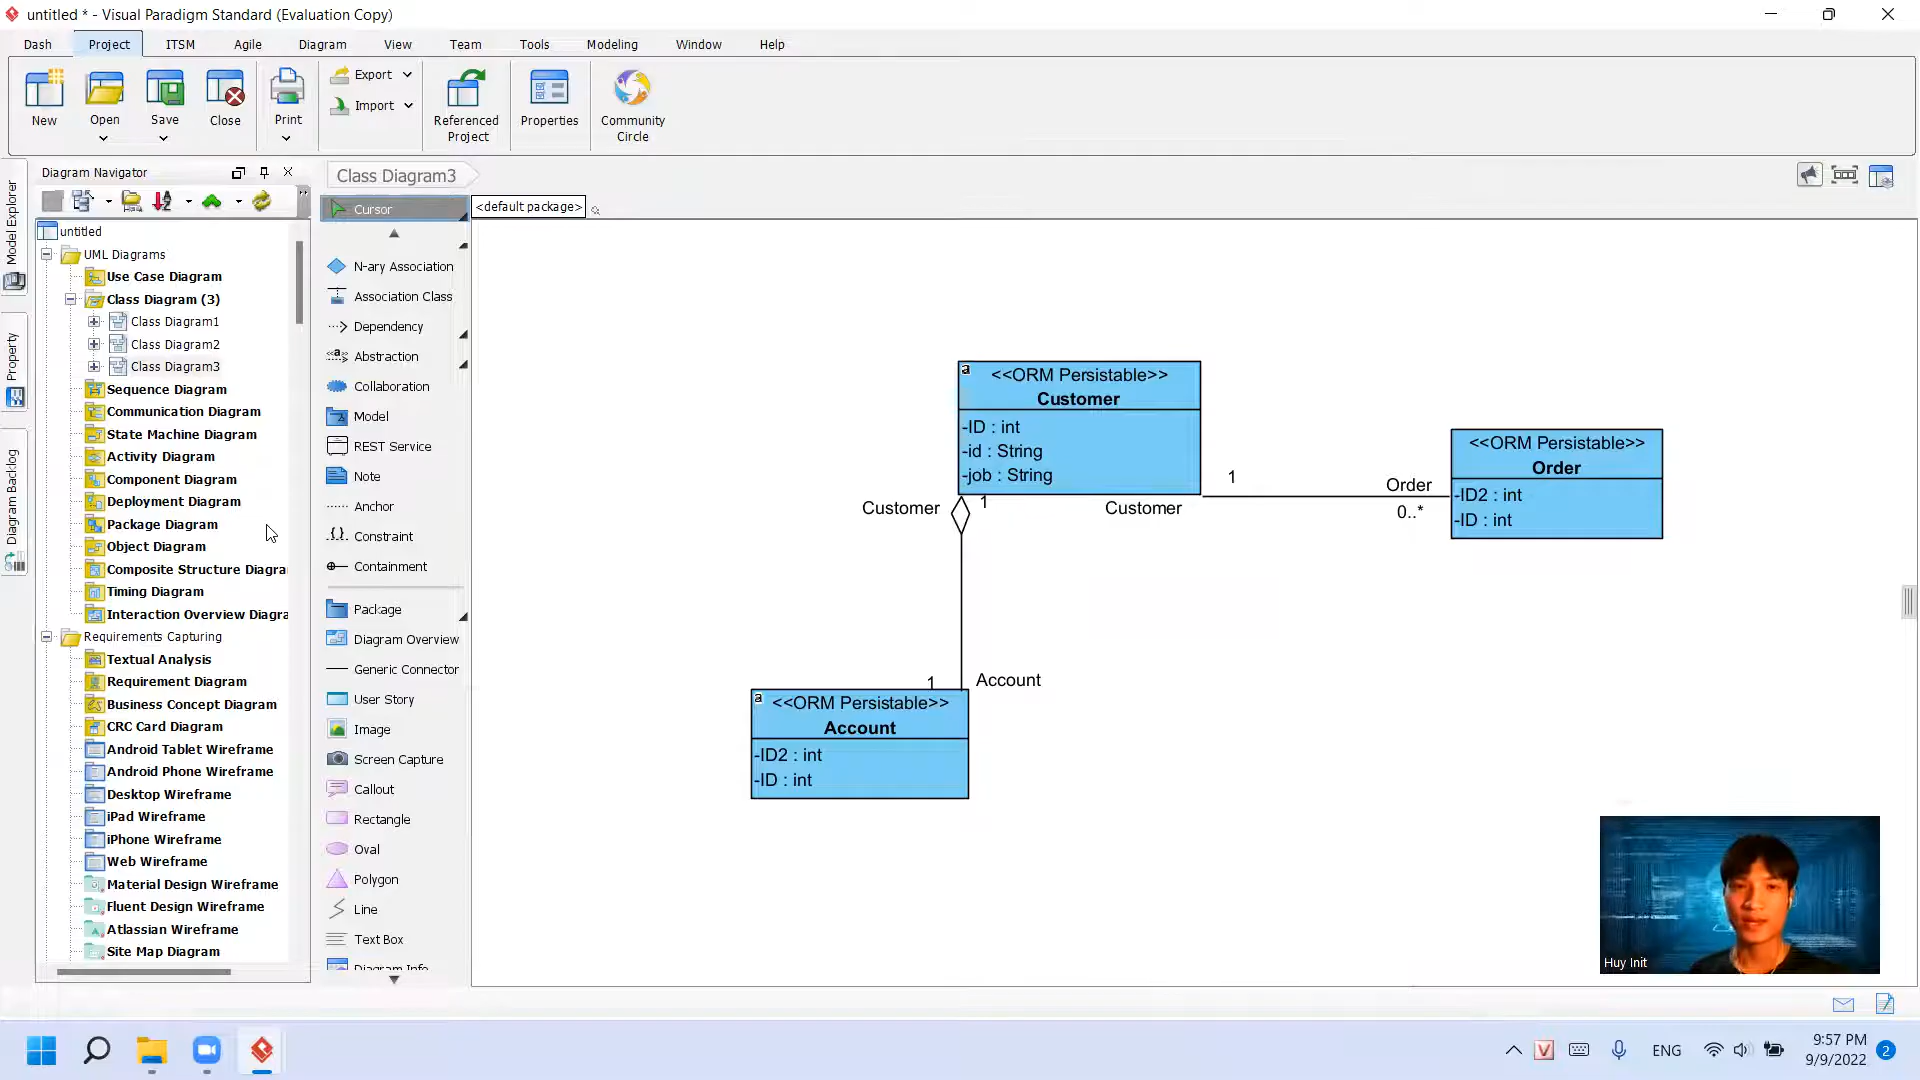 untitled * - Visual Paradigm Standard (Evaluation Copy)
Dash Project ITSM Agile Diagram View Team Tools Modeling Window Help
New
Open
Save
Close
Print
Export
Import
Referenced
Project
Properties
Community
Circle
Model Explorer
Property
Diagram Backlog
Diagram Navigator
untitled
UML Diagrams
Use Case Diagram
Class Diagram (3)
Class Diagram1
Class Diagram2
Class Diagram3
Sequence Diagram
Communication Diagram
State Machine Diagram
Activity Diagram
Component Diagram
Deployment Diagram
Package Diagram
Object Diagram
Composite Structure Diagra
Timing Diagram
Interaction Overview Diagra
Requirements Capturing
Textual Analysis
Requirement Diagram
Business Concept Diagram
CRC Card Diagram
Android Tablet Wireframe
Android Phone Wireframe
Desktop Wireframe
iPad Wireframe
iPhone Wireframe
Web Wireframe
Material Design Wireframe
Fluent Design Wireframe
Atlassian Wireframe
Site Map Diagram
Class Diagram3
Cursor
N-ary Association
Association Class
Dependency
Abstraction
Collaboration
Model
REST Service
Note
Anchor
Constraint
Containment
Package
Diagram Overview
Generic Connector
User Story
Image
Screen Capture
Callout
Rectangle
Oval
Polygon
Line
Text Box
Diagram Info
<default package>
a
<<ORM Persistable>>
Customer
-ID : int
-id : String
-job : String
Customer
1
Customer
1
Order
0..*
<<ORM Persistable>>
Order
-ID2 : int
-ID : int
1
Account
a
<<ORM Persistable>>
Account
-ID2 : int
-ID : int
Huy Init
V
ENG
9:57 PM
9/9/2022
2